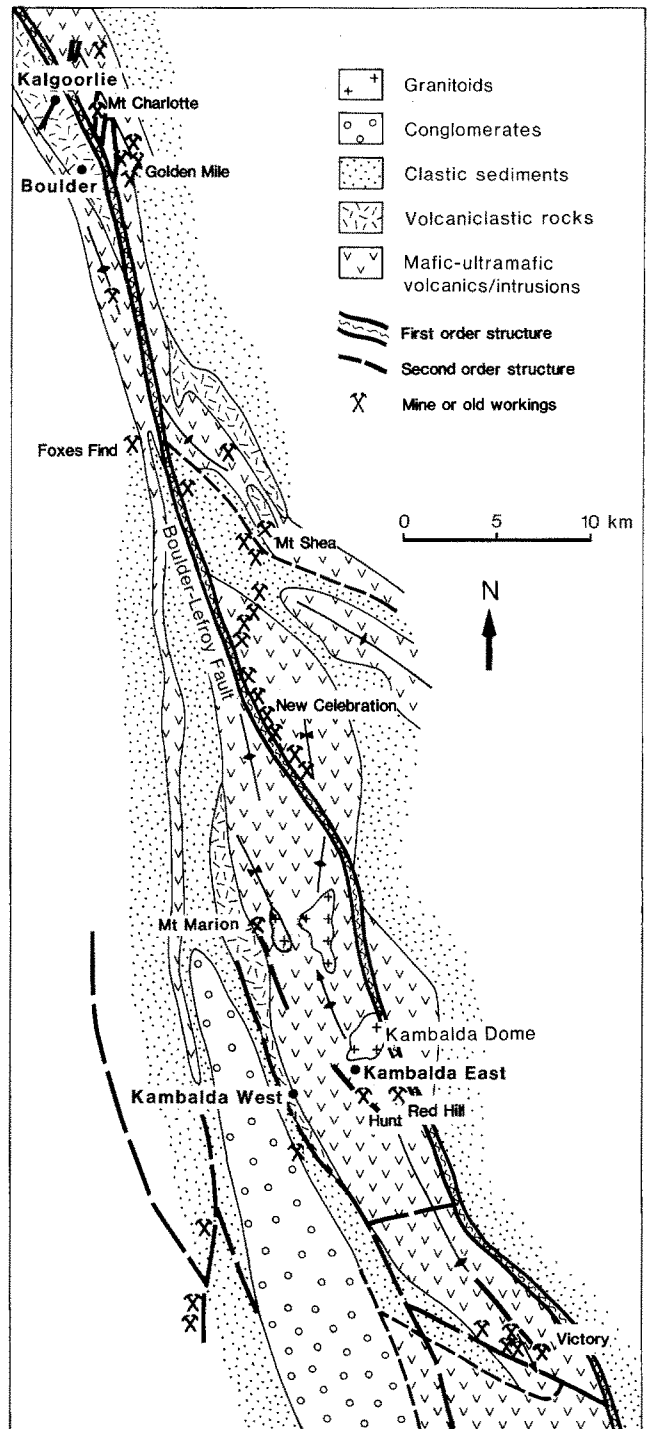 Kalgoorlie
Mt Charlotte
Golden Mile
Boulder
Granitoids
Conglomerates
Clastic sediments
Volcaniclastic rocks
Mafic-ultramafic
volcanics/intrusions
First order structure
Second order structure
Mine or old workings
Foxes Find
0 5 10 km
Mt Shea
Boulder-Lefroy Fault
N
New Celebration
Mt Marion
Kambalda Dome
Kambalda East
Kambalda West
Hunt
Red Hill
Victory